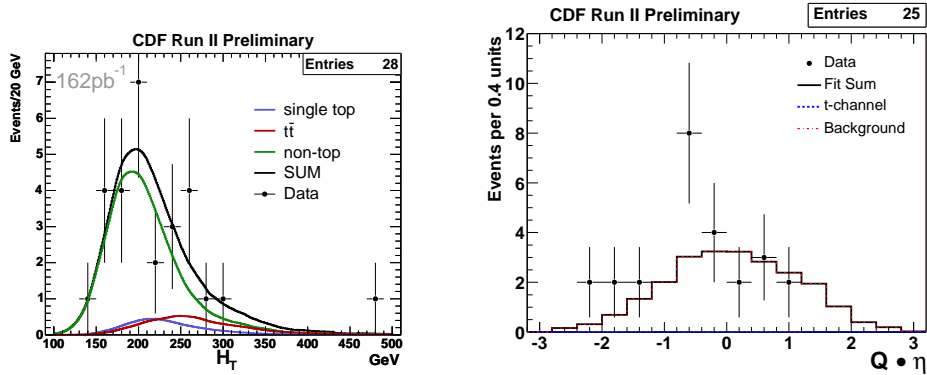 CDF Run II Preliminary
Entries 28
162pb⁻¹
Events/20 GeV
single top
tt̄
non-top
SUM
Data
7
6
5
4
3
2
1
0
100 150 200 250 300 350 400 450 500
H_T
GeV
CDF Run II Preliminary
Entries 25
Events per 0.4 units
Data
Fit Sum
t-channel
Background
12
10
8
6
4
2
0
-3 -2 -1 0 1 2 3
Q • η